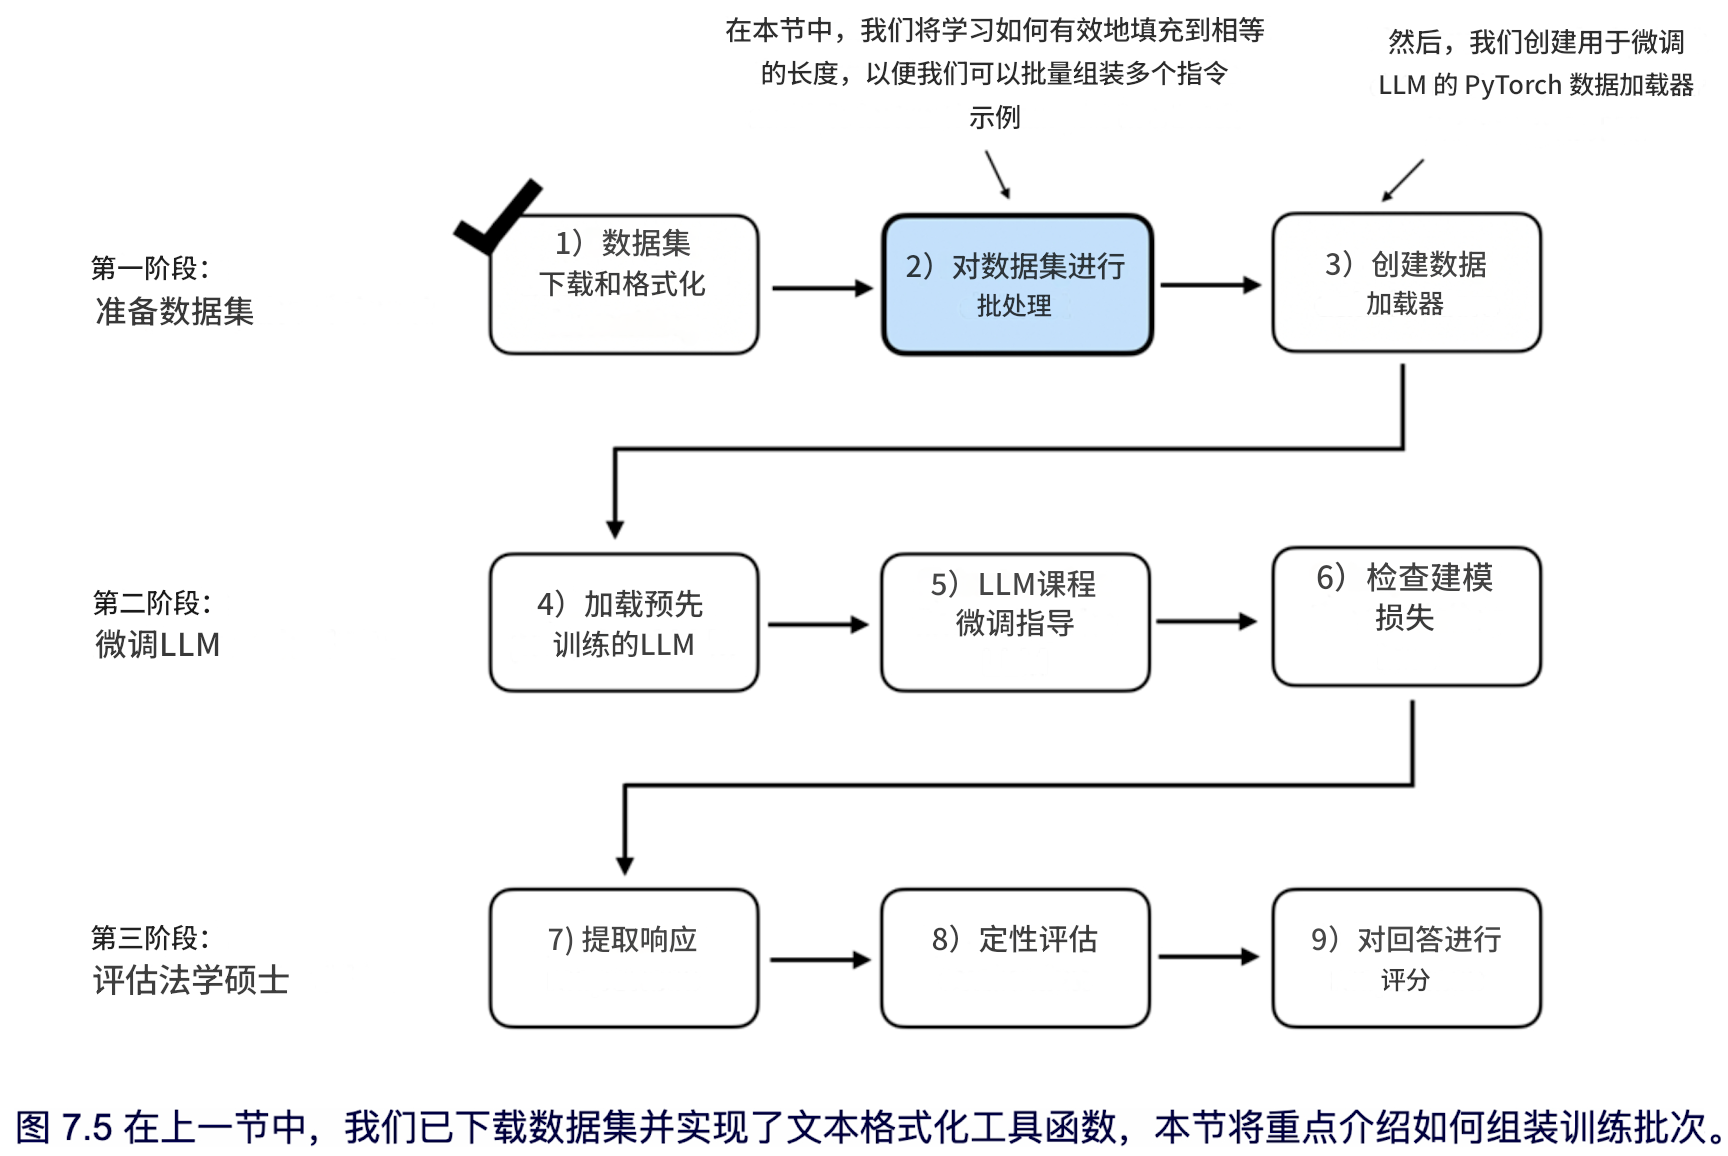 在本节中，我们将学习如何有效地填充到相等
的长度，以便我们可以批量组装多个指令
示例
然后，我们创建用于微调
LLM 的 PyTorch 数据加载器
第一阶段：
准备数据集
1）数据集
下载和格式化
2）对数据集进行
批处理
3）创建数据
加载器
第二阶段：
微调LLM
4）加载预先
训练的LLM
5）LLM课程
微调指导
6）检查建模
损失
第三阶段：
评估法学硕士
7) 提取响应
8）定性评估
9）对回答进行
评分
图 7.5 在上一节中，我们已下载数据集并实现了文本格式化工具函数，本节将重点介绍如何组装训练批次。